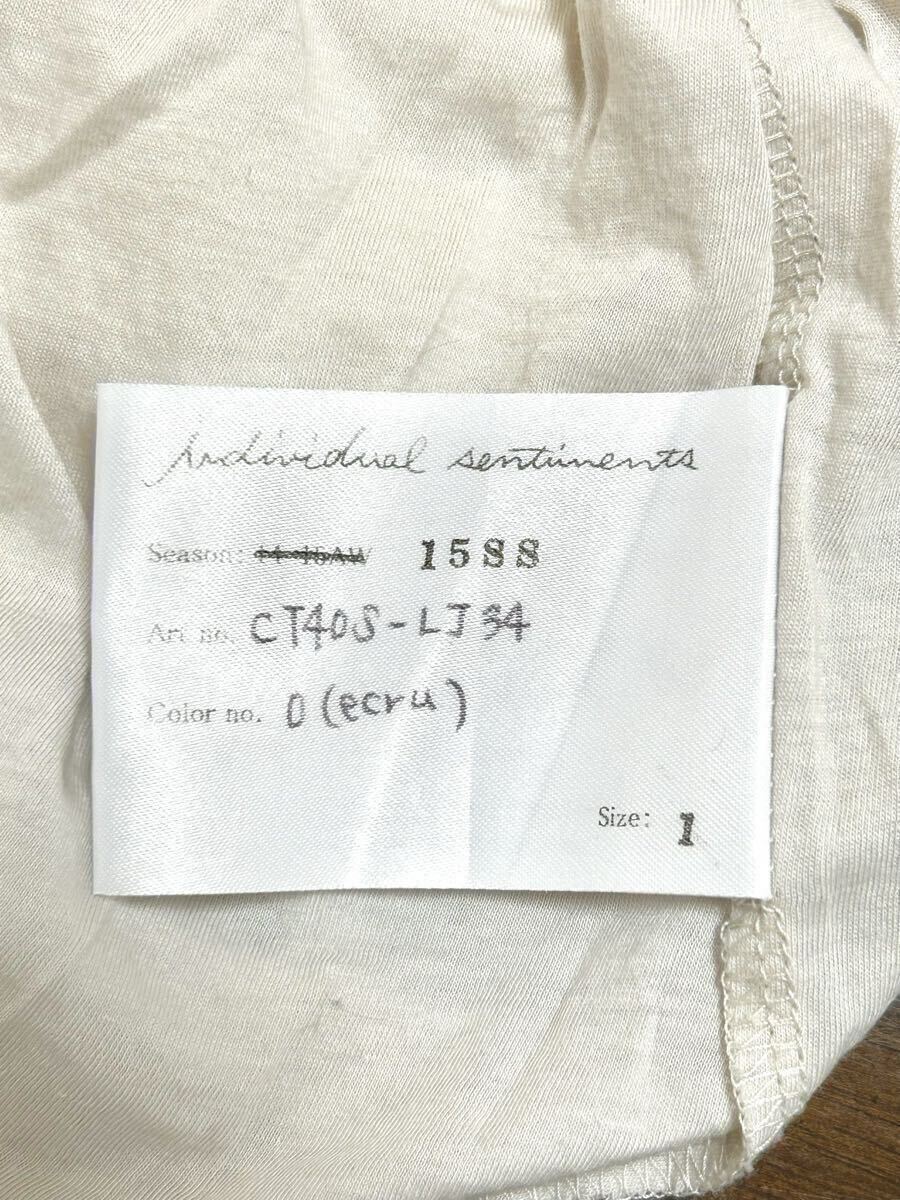 individual sentiments
Season: 14-15AW 15SS
Art no. CT40S-LJ34
Color no. 0 (ecru)
Size: 1